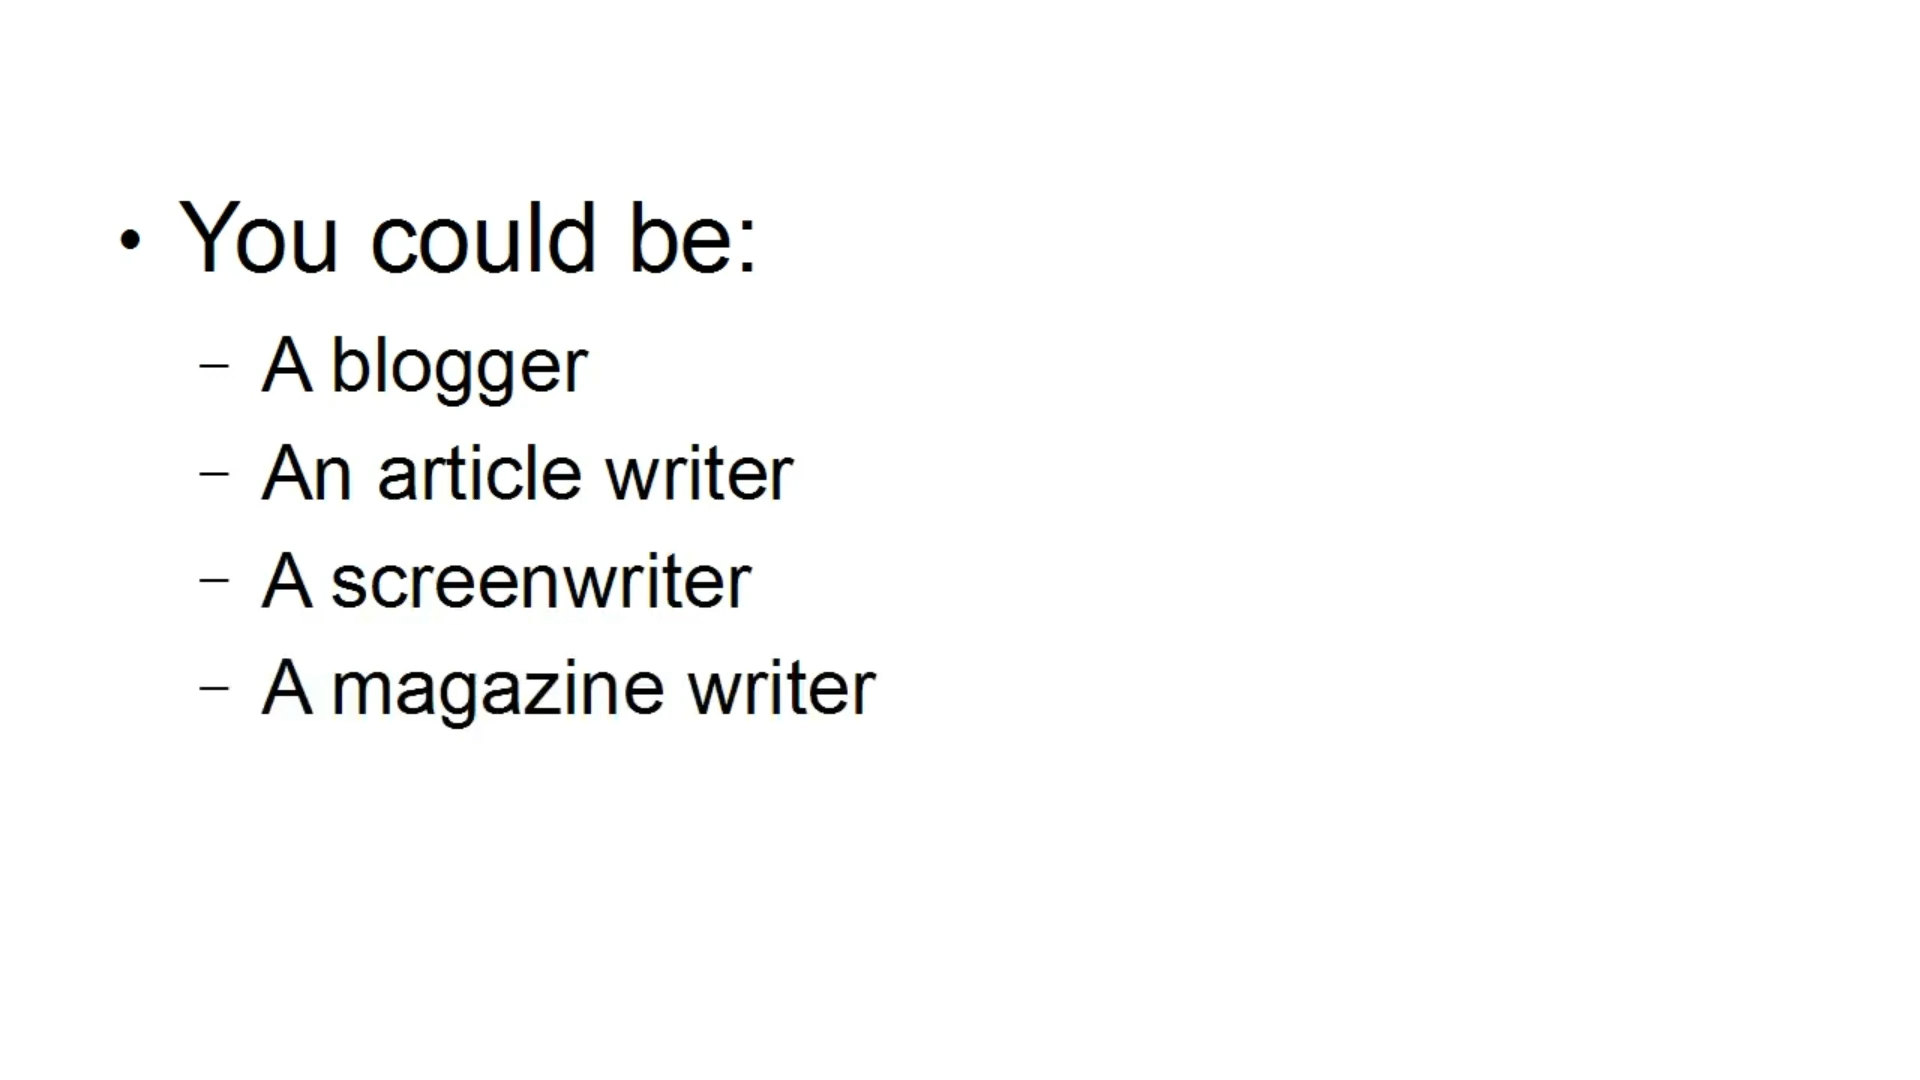 • You could be:
– A blogger
– An article writer
– A screenwriter
– A magazine writer